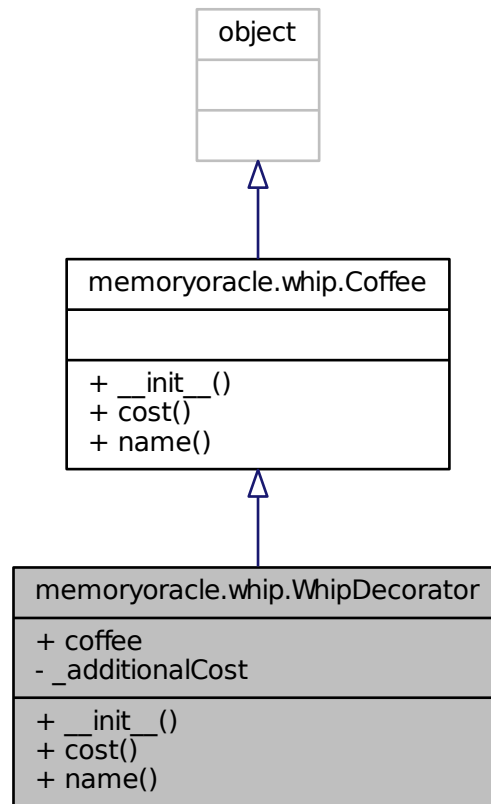 object
memoryoracle.whip.Coffee
+ __init__()
+ cost()
+ name()
memoryoracle.whip.WhipDecorator
+ coffee
- _additionalCost
+ __init__()
+ cost()
+ name()